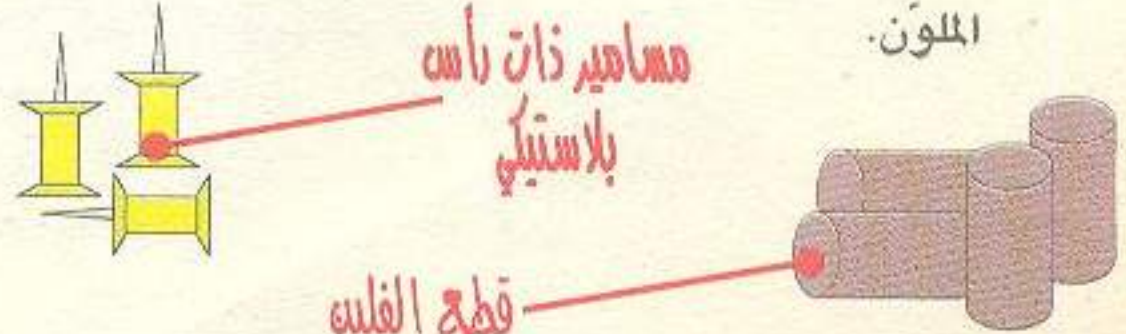 الملوّن.
مسامير ذات رأس
بلاستيكي
قطع الفلين